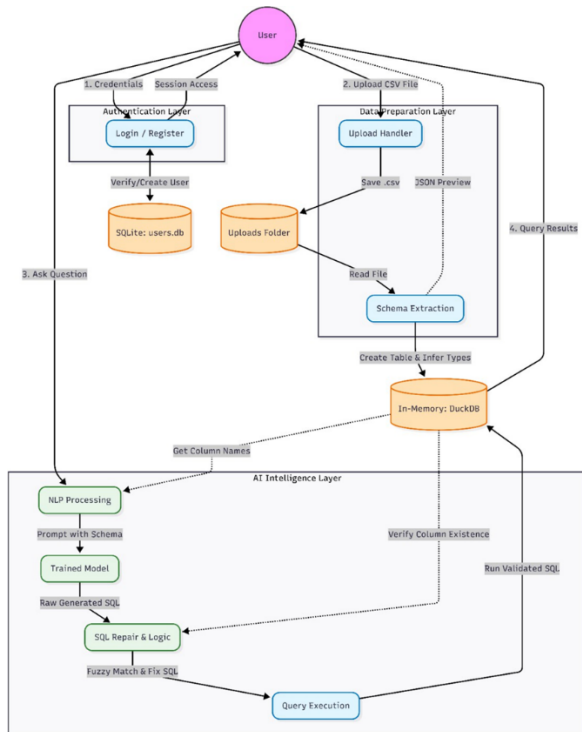 User
1. Credentials
Session Access
2. Upload CSV File
Authentication Layer
Data Preparation Layer
Login / Register
Upload Handler
Verify/Create User
Save .csv
JSON Preview
SQLite: users.db
Uploads Folder
4. Query Results
3. Ask Question
Read File
Schema Extraction
Create Table & Infer Types
In-Memory: DuckDB
Get Column Names
AI Intelligence Layer
NLP Processing
Prompt with Schema
Verify Column Existence
Trained Model
Run Validated SQL
Raw Generated SQL
SQL Repair & Logic
Fuzzy Match & Fix SQL
Query Execution